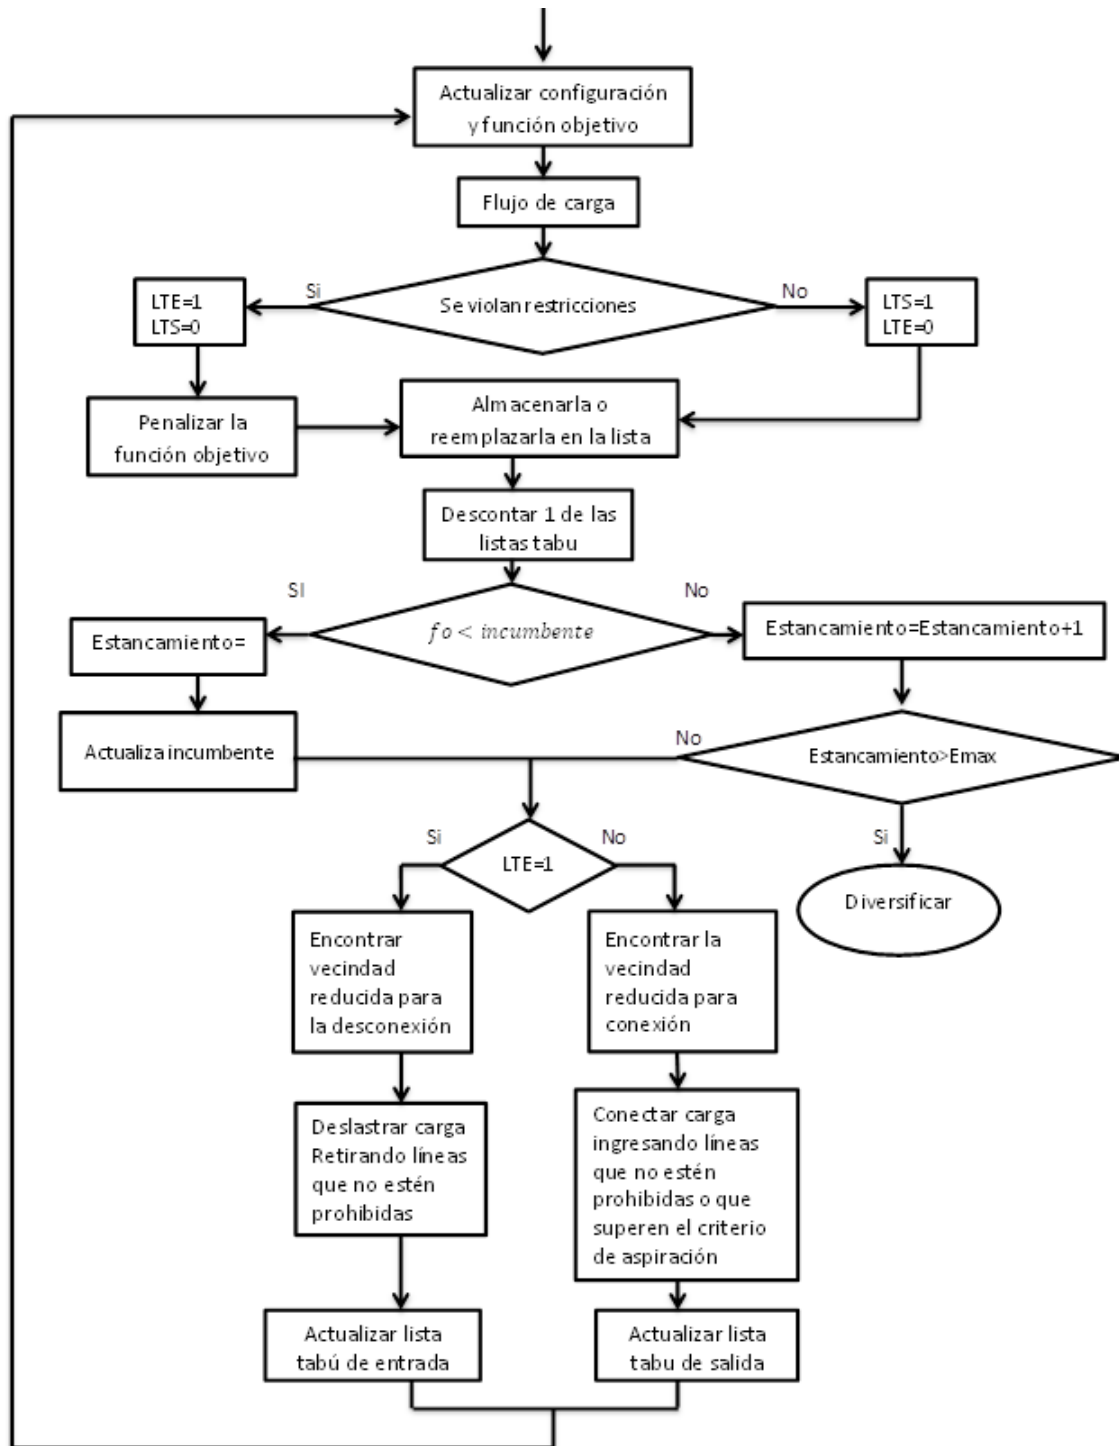 Actualizar configuración
y función objetivo
Flujo de carga
Si
Se violan restricciones
No
LTE=1
LTS=0
LTS=1
LTE=0
Penalizar la
función objetivo
Almacenarla o
reemplazarla en la lista
Descontar 1 de las
listas tabu
SI
fo < incumbente
No
Estancamiento=
Estancamiento=Estancamiento+1
Actualiza incumbente
No
Estancamiento>Emax
Si
LTE=1
No
Si
Diversificar
Encontrar
vecindad
reducida para
la desconexión
Encontrar la
vecindad
reducida para
conexión
Deslastrar carga
Retirando líneas
que no estén
prohibidas
Conectar carga
ingresando líneas
que no estén
prohibidas o que
superen el criterio
de aspiración
Actualizar lista
tabú de entrada
Actualizar lista
tabu de salida